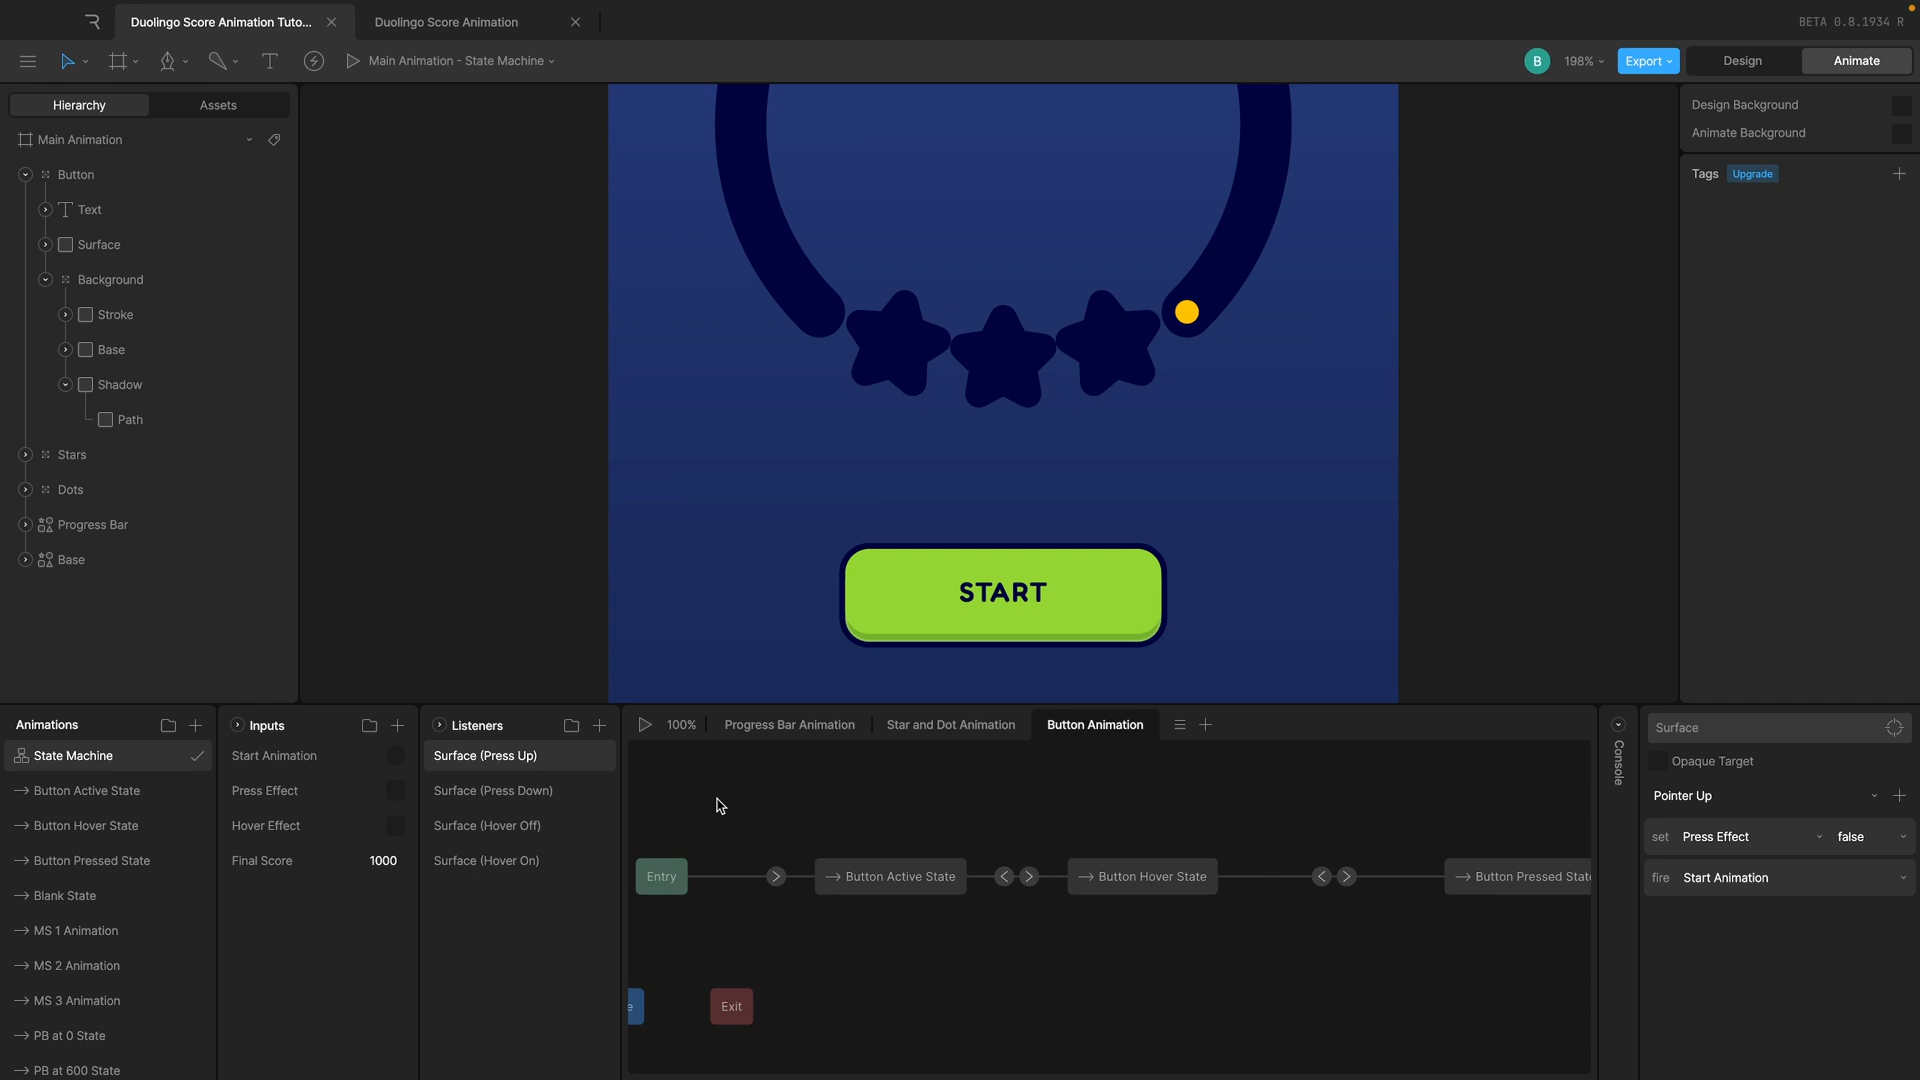 Duolingo Score Animation Tuto...
Duolingo Score Animation
BETA 0.8.1934 R
Main Animation - State Machine
B
198%
Export
Design
Animate
Hierarchy
Assets
Main Animation
Button
Text
Surface
Background
Stroke
Base
Shadow
Path
Stars
Dots
Progress Bar
Base
START
Design Background
Animate Background
Tags
Upgrade
Animations
State Machine
Button Active State
Button Hover State
Button Pressed State
Blank State
MS 1 Animation
MS 2 Animation
MS 3 Animation
PB at 0 State
PB at 600 State
Inputs
Start Animation
Press Effect
Hover Effect
Final Score 1000
Listeners
Surface (Press Up)
Surface (Press Down)
Surface (Hover Off)
Surface (Hover On)
100%
Progress Bar Animation
Star and Dot Animation
Button Animation
Entry
Button Active State
Button Hover State
Button Pressed State
e
Exit
Console
Surface
Opaque Target
Pointer Up
set Press Effect false
fire Start Animation